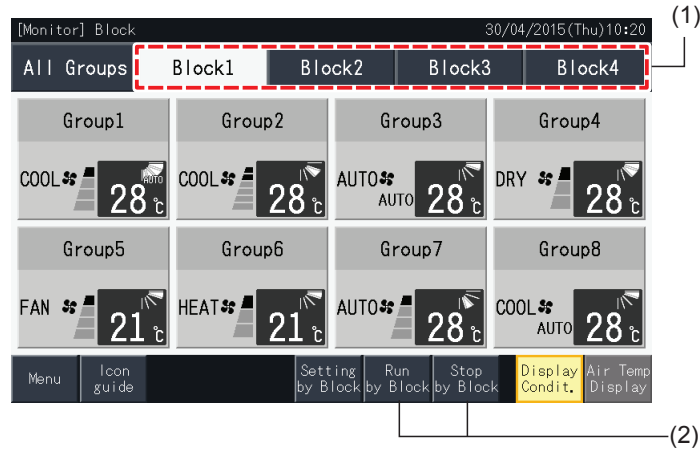 (1)
[Monitor] Block 30/04/2015(Thu)10:20
All Groups Block1 Block2 Block3 Block4
Group1 Group2 Group3 Group4
COOL AUTO 28℃ COOL 28℃ AUTO AUTO 28℃ DRY 28℃
Group5 Group6 Group7 Group8
FAN 21℃ HEAT 21℃ AUTO 28℃ COOL AUTO 28℃
Menu Icon guide Setting by Block Run by Block Stop by Block Display Condit. Air Temp Display
(2)